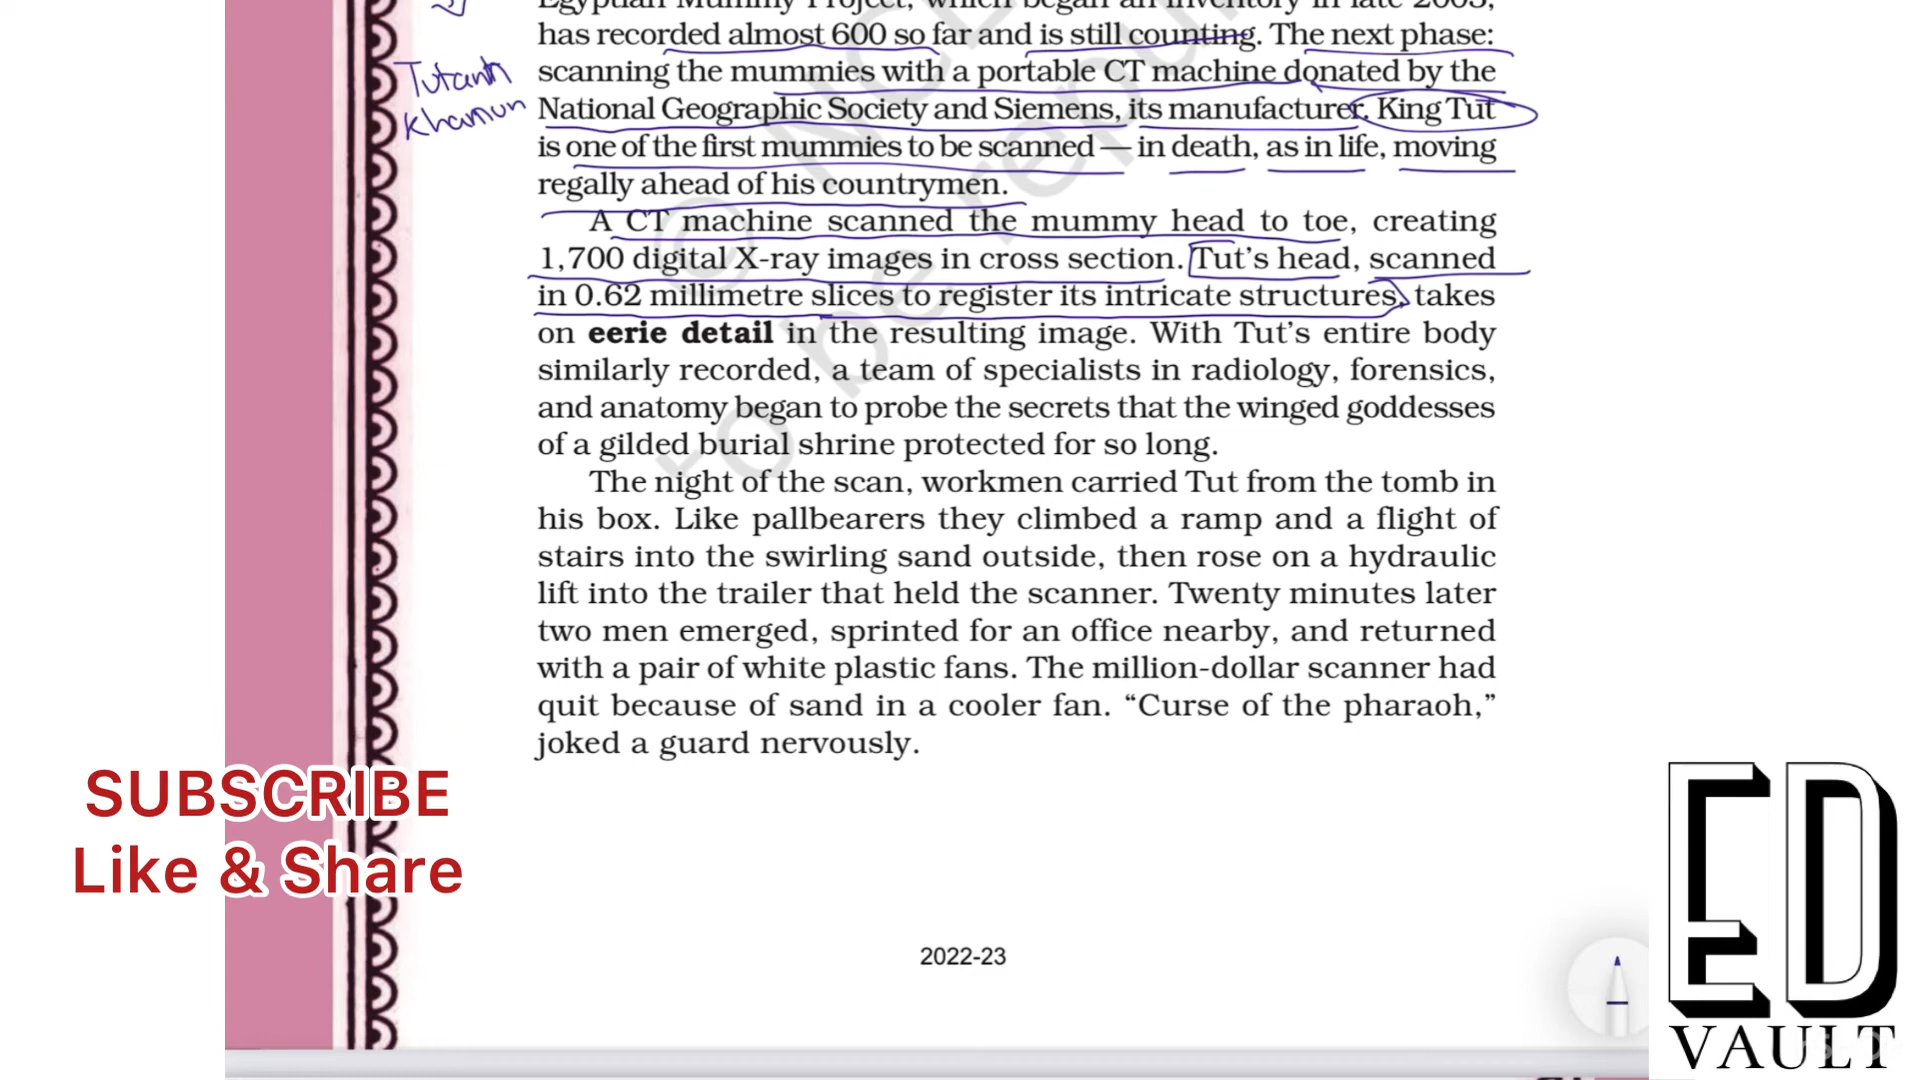 Egyptian Mummy Project, which began an inventory in late 2003,
has recorded almost 600 so far and is still counting. The next phase:
scanning the mummies with a portable CT machine donated by the
National Geographic Society and Siemens, its manufacturer. King Tut
is one of the first mummies to be scanned — in death, as in life, moving
regally ahead of his countrymen.
Tutankh
khamun
A CT machine scanned the mummy head to toe, creating
1,700 digital X-ray images in cross section. Tut’s head, scanned
in 0.62 millimetre slices to register its intricate structures, takes
on eerie detail in the resulting image. With Tut’s entire body
similarly recorded, a team of specialists in radiology, forensics,
and anatomy began to probe the secrets that the winged goddesses
of a gilded burial shrine protected for so long.
The night of the scan, workmen carried Tut from the tomb in
his box. Like pallbearers they climbed a ramp and a flight of
stairs into the swirling sand outside, then rose on a hydraulic
lift into the trailer that held the scanner. Twenty minutes later
two men emerged, sprinted for an office nearby, and returned
with a pair of white plastic fans. The million-dollar scanner had
quit because of sand in a cooler fan. “Curse of the pharaoh,”
joked a guard nervously.
SUBSCRIBE
Like & Share
2022-23
ED
VAULT